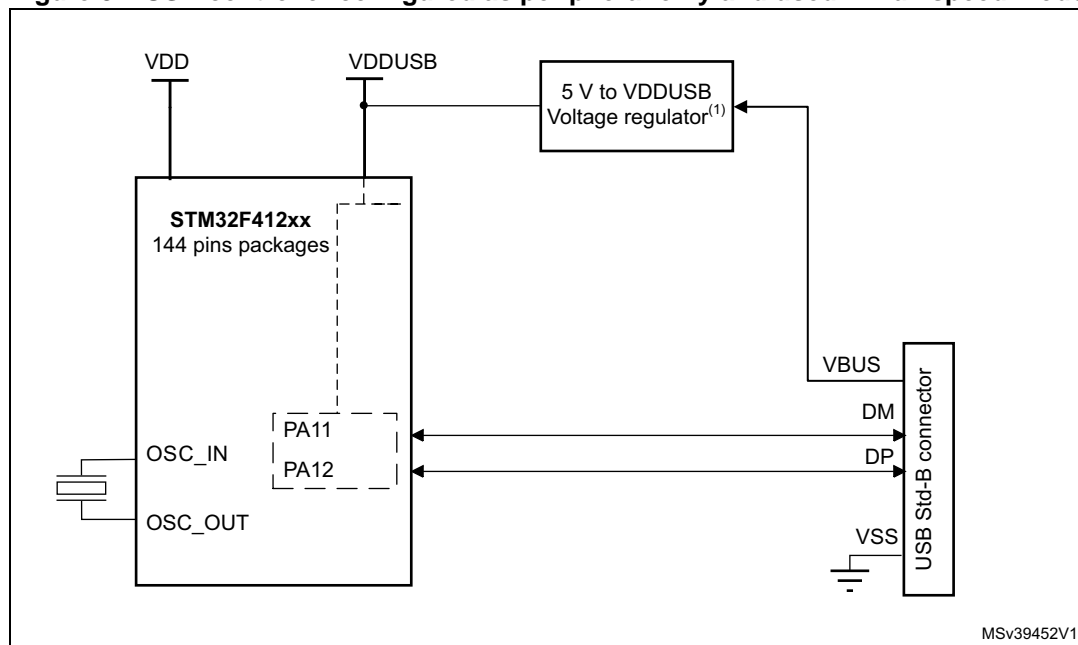 VDD
VDDUSB
5 V to VDDUSB
Voltage regulator(1)
STM32F412xx
144 pins packages
VBUS
DM
PA11
OSC_IN
DP
PA12
OSC_OUT
VSS
USB Std-B connector
MSv39452V1